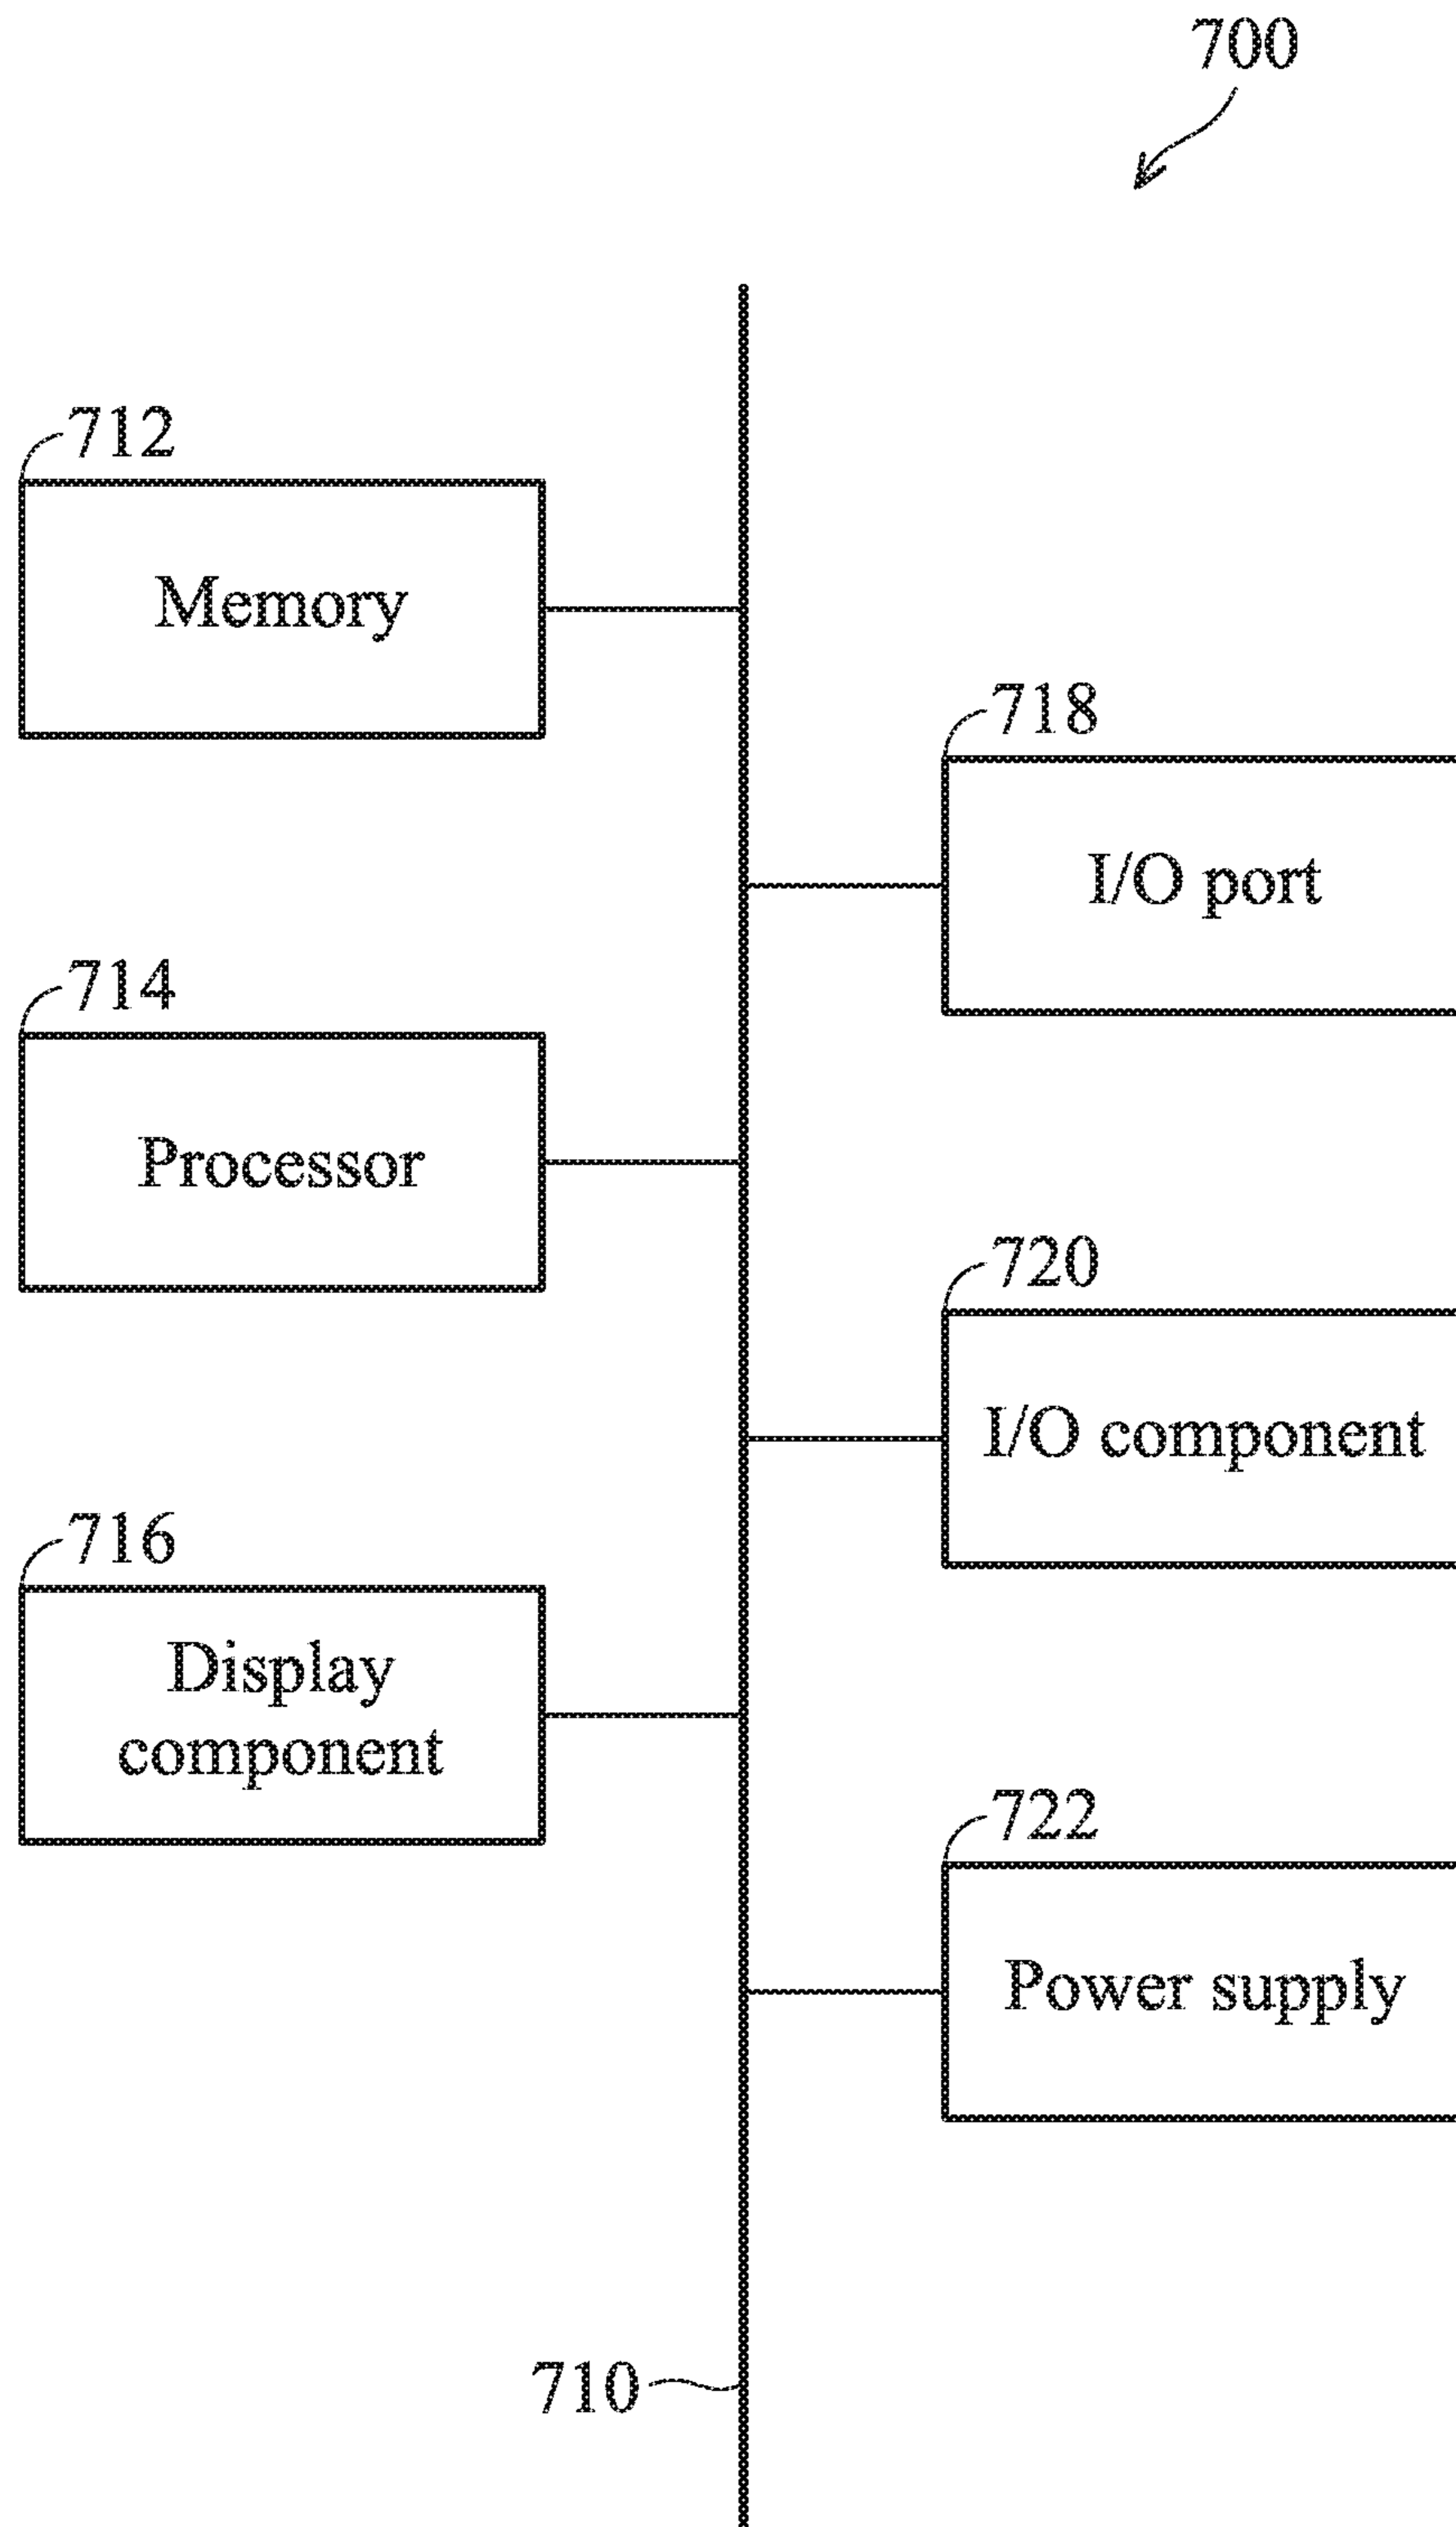 700
712
Memory
718
I/O port
714
Processor
720
I/O component
716
Display
component
722
Power supply
710